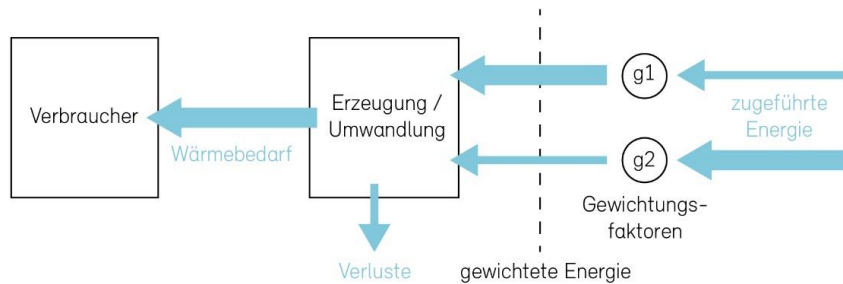 Verbraucher
Wärmebedarf
Erzeugung /
Umwandlung
Verluste
gewichtete Energie
g1
g2
Gewichtungs-
faktoren
zugeführte
Energie